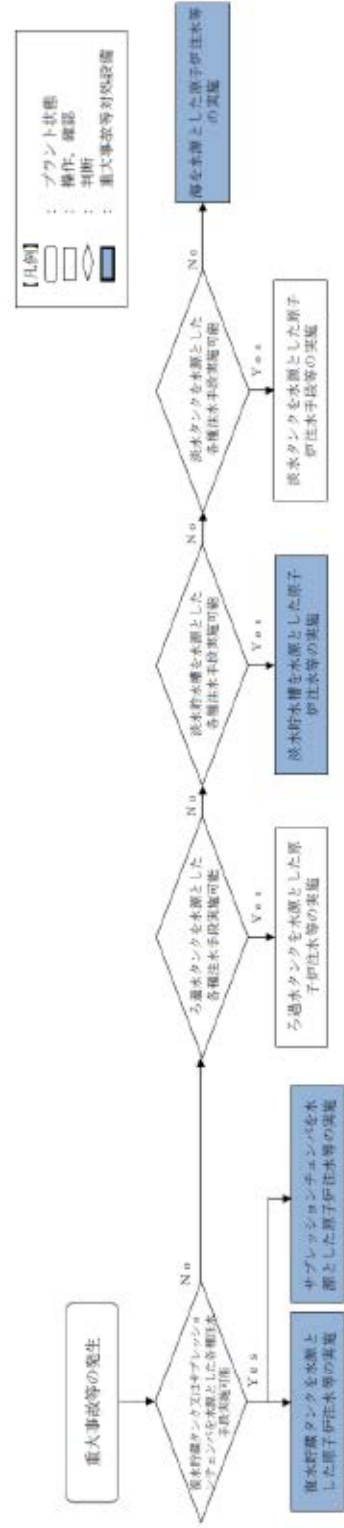 【凡例】
： プラント状態
： 操作，確認
： 判断
： 重大事故等対処設備
重大事故等の発生
復水貯蔵タンク又はサプレッショ
ンチェンバを水源とした各種注水
手段実施可能
No
Yes
復水貯蔵タンクを水源と
した原子炉注水等の実施
サプレッションチェンバを水
源とした原子炉注水等の実施
ろ過水タンクを水源とした
各種注水手段実施可能
No
Yes
ろ過水タンクを水源とした原
子炉注水等の実施
淡水貯水槽を水源とした
各種注水手段実施可能
No
Yes
淡水貯水槽を水源とした原子
炉注水等の実施
淡水タンクを水源とした
各種注水手段実施可能
No
Yes
淡水タンクを水源とした原子
炉注水手段等の実施
海を水源とした原子炉注水等
の実施